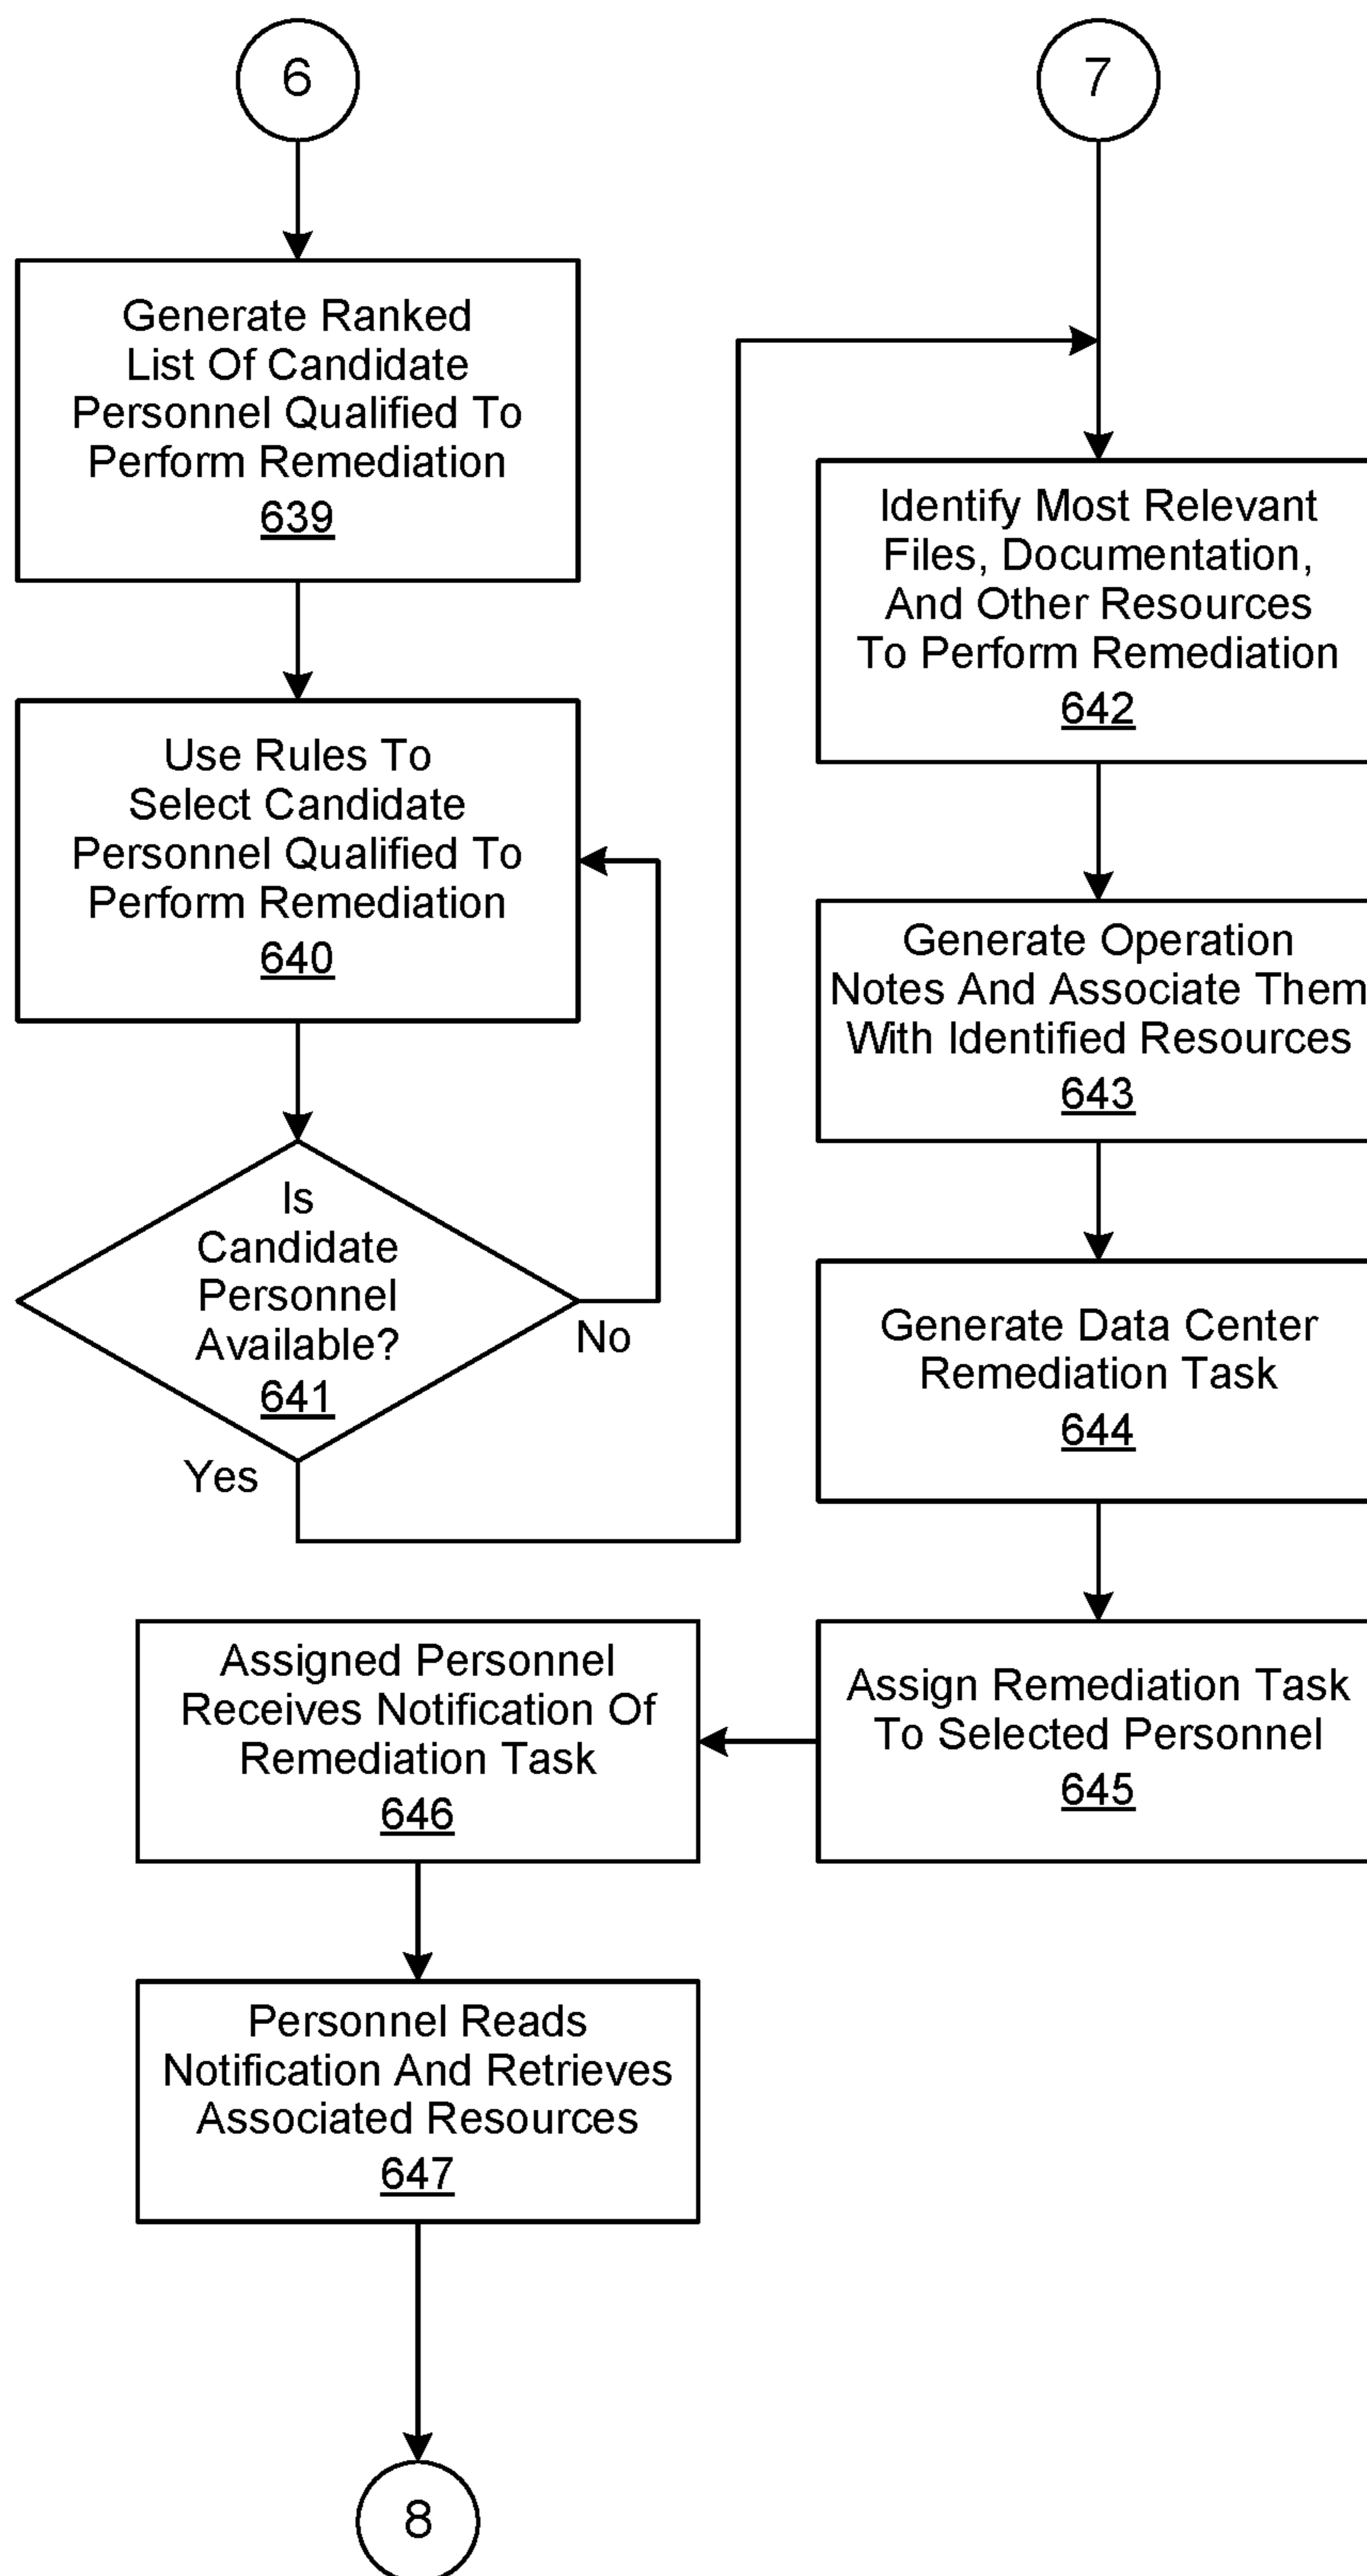 6
Generate Ranked
List Of Candidate
Personnel Qualified To
Perform Remediation
639
Use Rules To
Select Candidate
Personnel Qualified To
Perform Remediation
640
Is
Candidate
Personnel
Available?
641
No
Yes
7
Identify Most Relevant
Files, Documentation,
And Other Resources
To Perform Remediation
642
Generate Operation
Notes And Associate Them
With Identified Resources
643
Generate Data Center
Remediation Task
644
Assign Remediation Task
To Selected Personnel
645
Assigned Personnel
Receives Notification Of
Remediation Task
646
Personnel Reads
Notification And Retrieves
Associated Resources
647
8